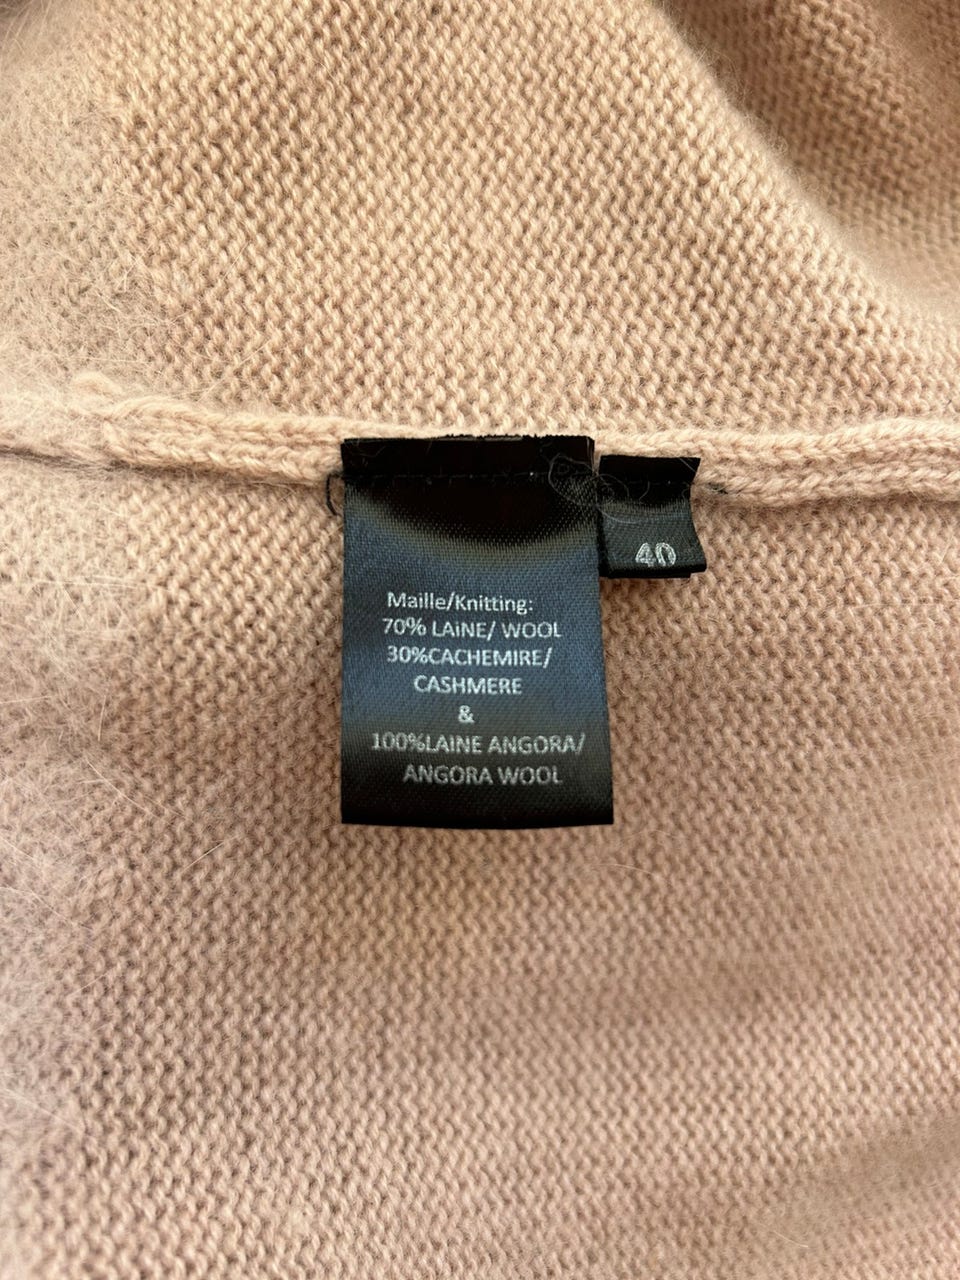 40
Maille/Knitting:
70% LAiNE/ WOOL
30%CACHEMIRE/
CASHMERE
&
100%LAINE ANGORA/
ANGORA WOOL